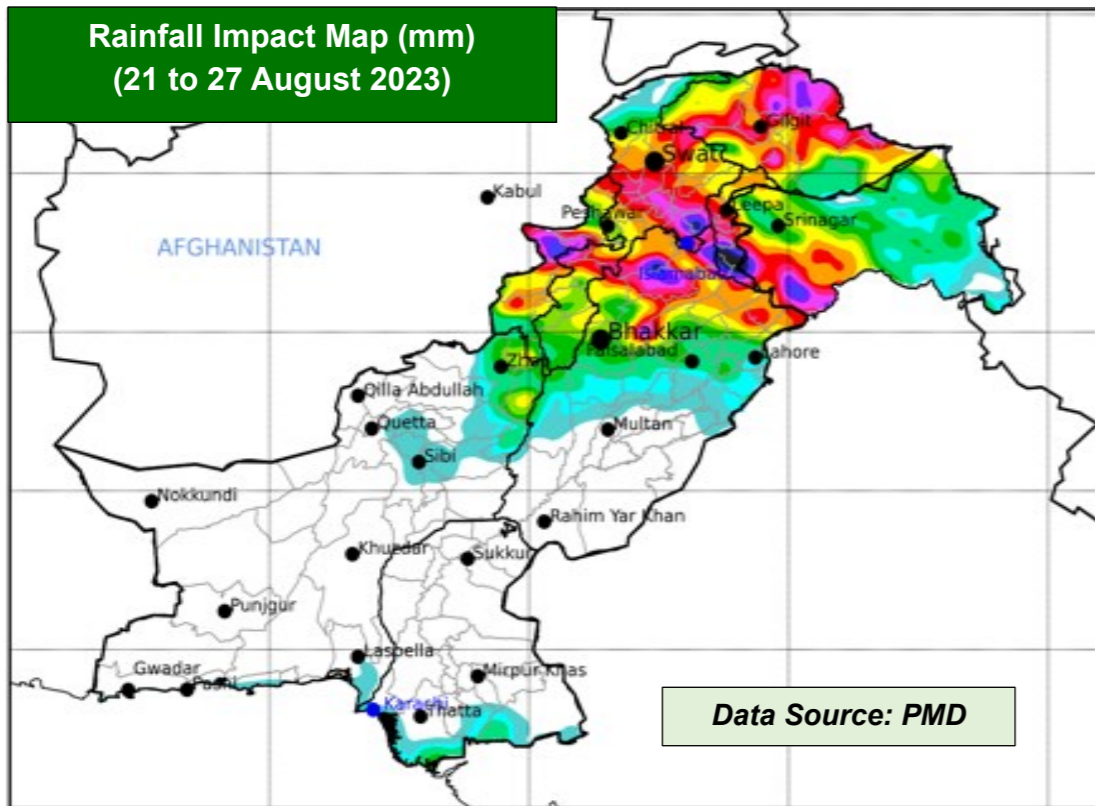 Rainfall Impact Map (mm)
(21 to 27 August 2023)
Chitral
Gilgit
Swatt
Kabul
Leepa
Peshawar
Srinagar
AFGHANISTAN
Islamabad
Bhakkar
Faisalabad
Lahore
Zhob
Qilla Abdullah
Quetta
Multan
Sibi
Nokkundi
Rahim Yar Khan
Khuzdar
Sukkur
Punjgur
Lasbella
Gwadar
Pasni
Mirpur Khas
Karachi
Thatta
Data Source: PMD